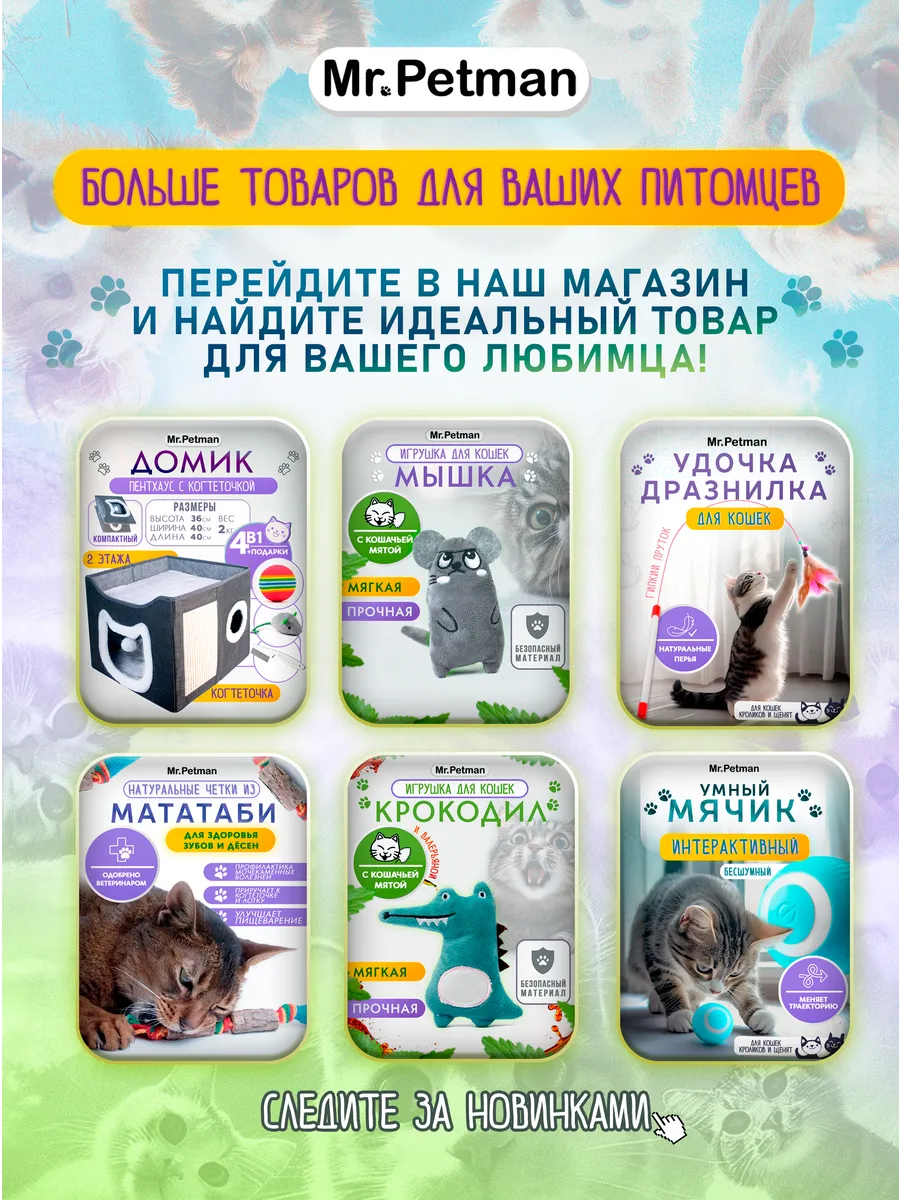 Mr.Petman
БОЛЬШЕ ТОВАРОВ ДЛЯ ВАШИХ ПИТОМЦЕВ
ПЕРЕЙДИТЕ В НАШ МАГАЗИН
И НАЙДИТЕ ИДЕАЛЬНЫЙ ТОВАР
ДЛЯ ВАШЕГО ЛЮБИМЦА!
Mr.Petman
ДОМИК
ПЕНТХАУС С КОГТЕТОЧКОЙ
КОМПАКТНЫЙ
РАЗМЕРЫ
ВЫСОТА 36см ВЕС
ШИРИНА 40см 2кг
ДЛИНА 40см
4В1
+ПОДАРКИ
2 ЭТАЖА
КОГТЕТОЧКА
Mr.Petman
ИГРУШКА ДЛЯ КОШЕК
МЫШКА
С КОШАЧЬЕЙ
МЯТОЙ
МЯГКАЯ
ПРОЧНАЯ
БЕЗОПАСНЫЙ
МАТЕРИАЛ
Mr.Petman
УДОЧКА
ДРАЗНИЛКА
ДЛЯ КОШЕК
ГИБКИЙ ПРУТОК
НАТУРАЛЬНЫЕ
ПЕРЬЯ
ДЛЯ КОШЕК
КРОЛИКОВ И ЩЕНЯТ
Mr.Petman
НАТУРАЛЬНЫЕ ЧЕТКИ ИЗ
МАТАТАБИ
ДЛЯ ЗДОРОВЬЯ
ЗУБОВ И ДЁСЕН
ОДОБРЕНО
ВЕТЕРИНАРОМ
ПРОФИЛАКТИКА
МОЧЕКАМЕННЫХ
БОЛЕЗНЕЙ
ПРИУЧАЕТ К
КОГТЕТОЧКЕ
И ЛОТКУ
УЛУЧШАЕТ
ПИЩЕВАРЕНИЕ
Mr.Petman
ИГРУШКА ДЛЯ КОШЕК
КРОКОДИЛ
И ВАЛЕРЬЯНОЙ
С КОШАЧЬЕЙ
МЯТОЙ
МЯГКАЯ
ПРОЧНАЯ
БЕЗОПАСНЫЙ
МАТЕРИАЛ
Mr.Petman
УМНЫЙ
МЯЧИК
ИНТЕРАКТИВНЫЙ
БЕСШУМНЫЙ
МЕНЯЕТ
ТРАЕКТОРИЮ
ДЛЯ КОШЕК
КРОЛИКОВ И ЩЕНЯТ
СЛЕДИТЕ ЗА НОВИНКАМИ